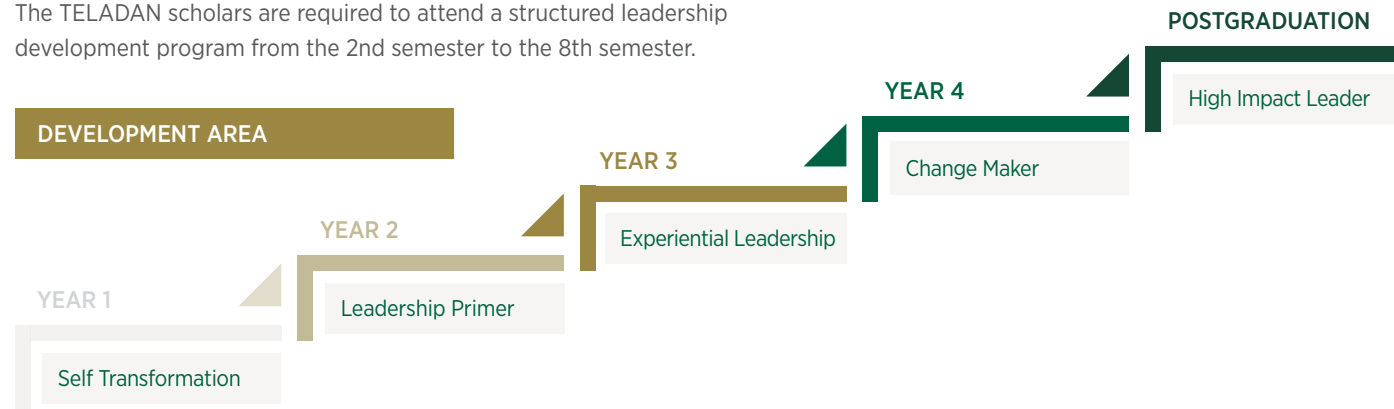 The TELADAN scholars are required to attend a structured leadership
development program from the 2nd semester to the 8th semester.
DEVELOPMENT AREA
YEAR 1
Self Transformation
YEAR 2
Leadership Primer
YEAR 3
Experiential Leadership
YEAR 4
Change Maker
POSTGRADUATION
High Impact Leader